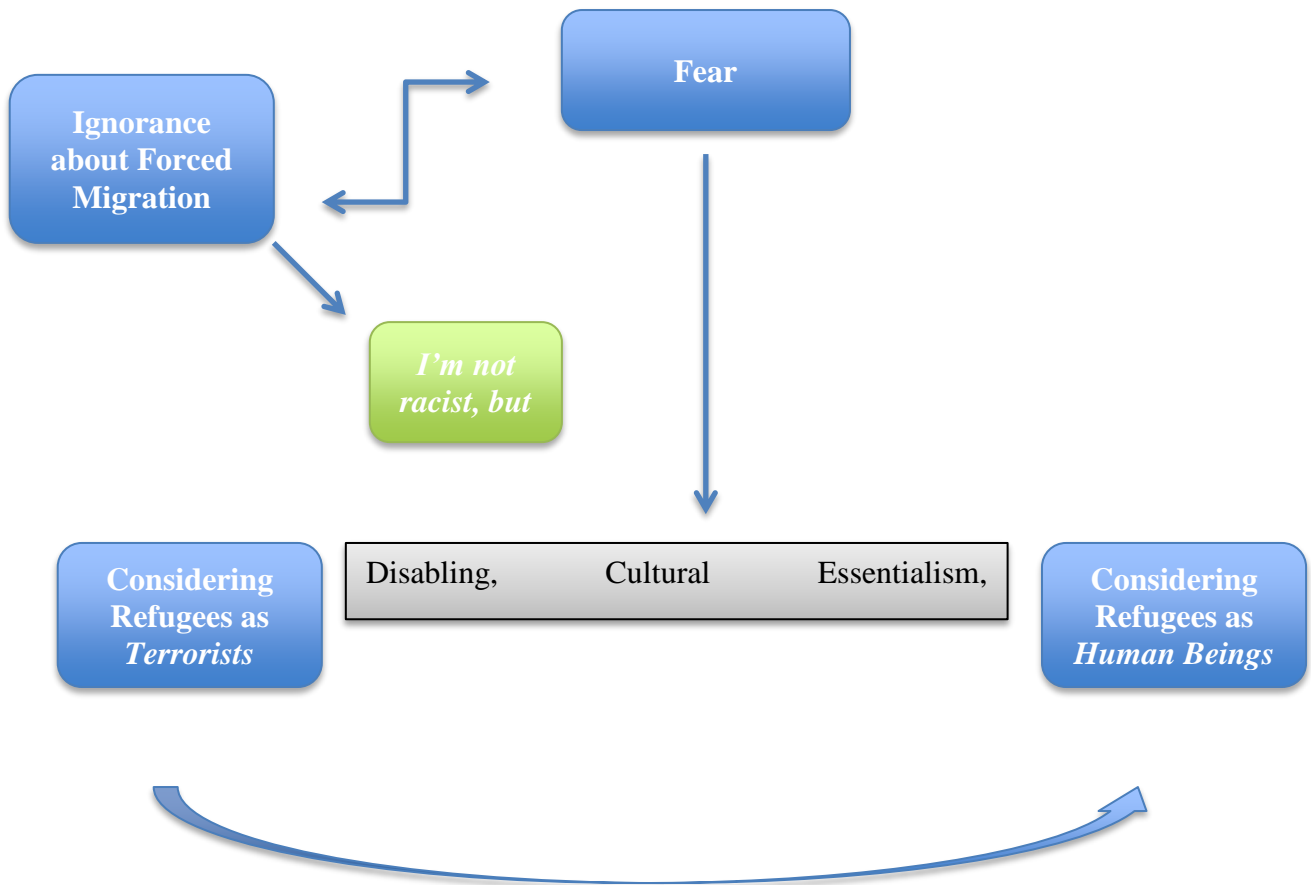 Fear
Ignorance
about Forced
Migration
I’m not
racist, but
Considering
Refugees as
Terrorists
Disabling, Cultural Essentialism,
Considering
Refugees as
Human Beings